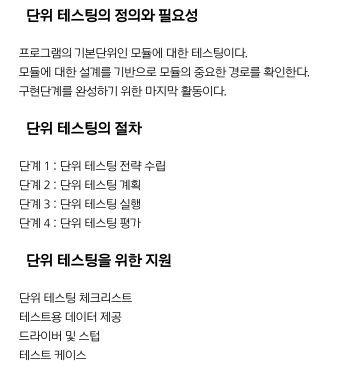 단위 테스팅의 정의와 필요성
프로그램의 기본단위인 모듈에 대한 테스팅이다.
모듈에 대한 설계를 기반으로 모듈의 중요한 경로를 확인한다.
구현단계를 완성하기 위한 마지막 활동이다.
단위 테스팅의 절차
단계 1 : 단위 테스팅 전략 수립
단계 2 : 단위 테스팅 계획
단계 3 : 단위 테스팅 실행
단계 4 : 단위 테스팅 평가
단위 테스팅을 위한 지원
단위 테스팅 체크리스트
테스트용 데이터 제공
드라이버 및 스텁
테스트 케이스